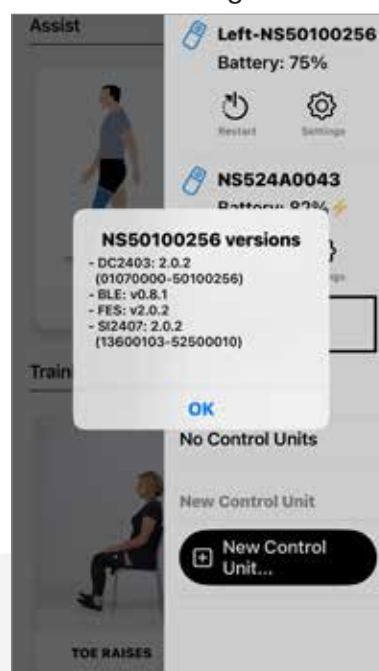 Assist
Left-NS50100256
Battery: 75%
Restart
Settings
NS524A0043
Battery: 82%
NS50100256 versions
- DC2403: 2.0.2
(01070000-50100256)
- BLE: v0.8.1
- FES: v2.0.2
- SI2407: 2.0.2
(13600103-52500010)
OK
Train
No Control Units
New Control Unit
New Control
Unit...
TOE RAISES